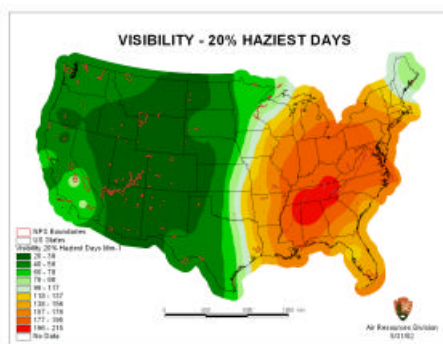 VISIBILITY - 20% HAZIEST DAYS
NPS Boundaries
US States
Visibility 20% Haziest Days Mm-1
20 - 39
40 - 59
60 - 78
79 - 98
99 - 117
118 - 137
138 - 156
157 - 176
177 - 195
196 - 215
No Data
Air Resources Division